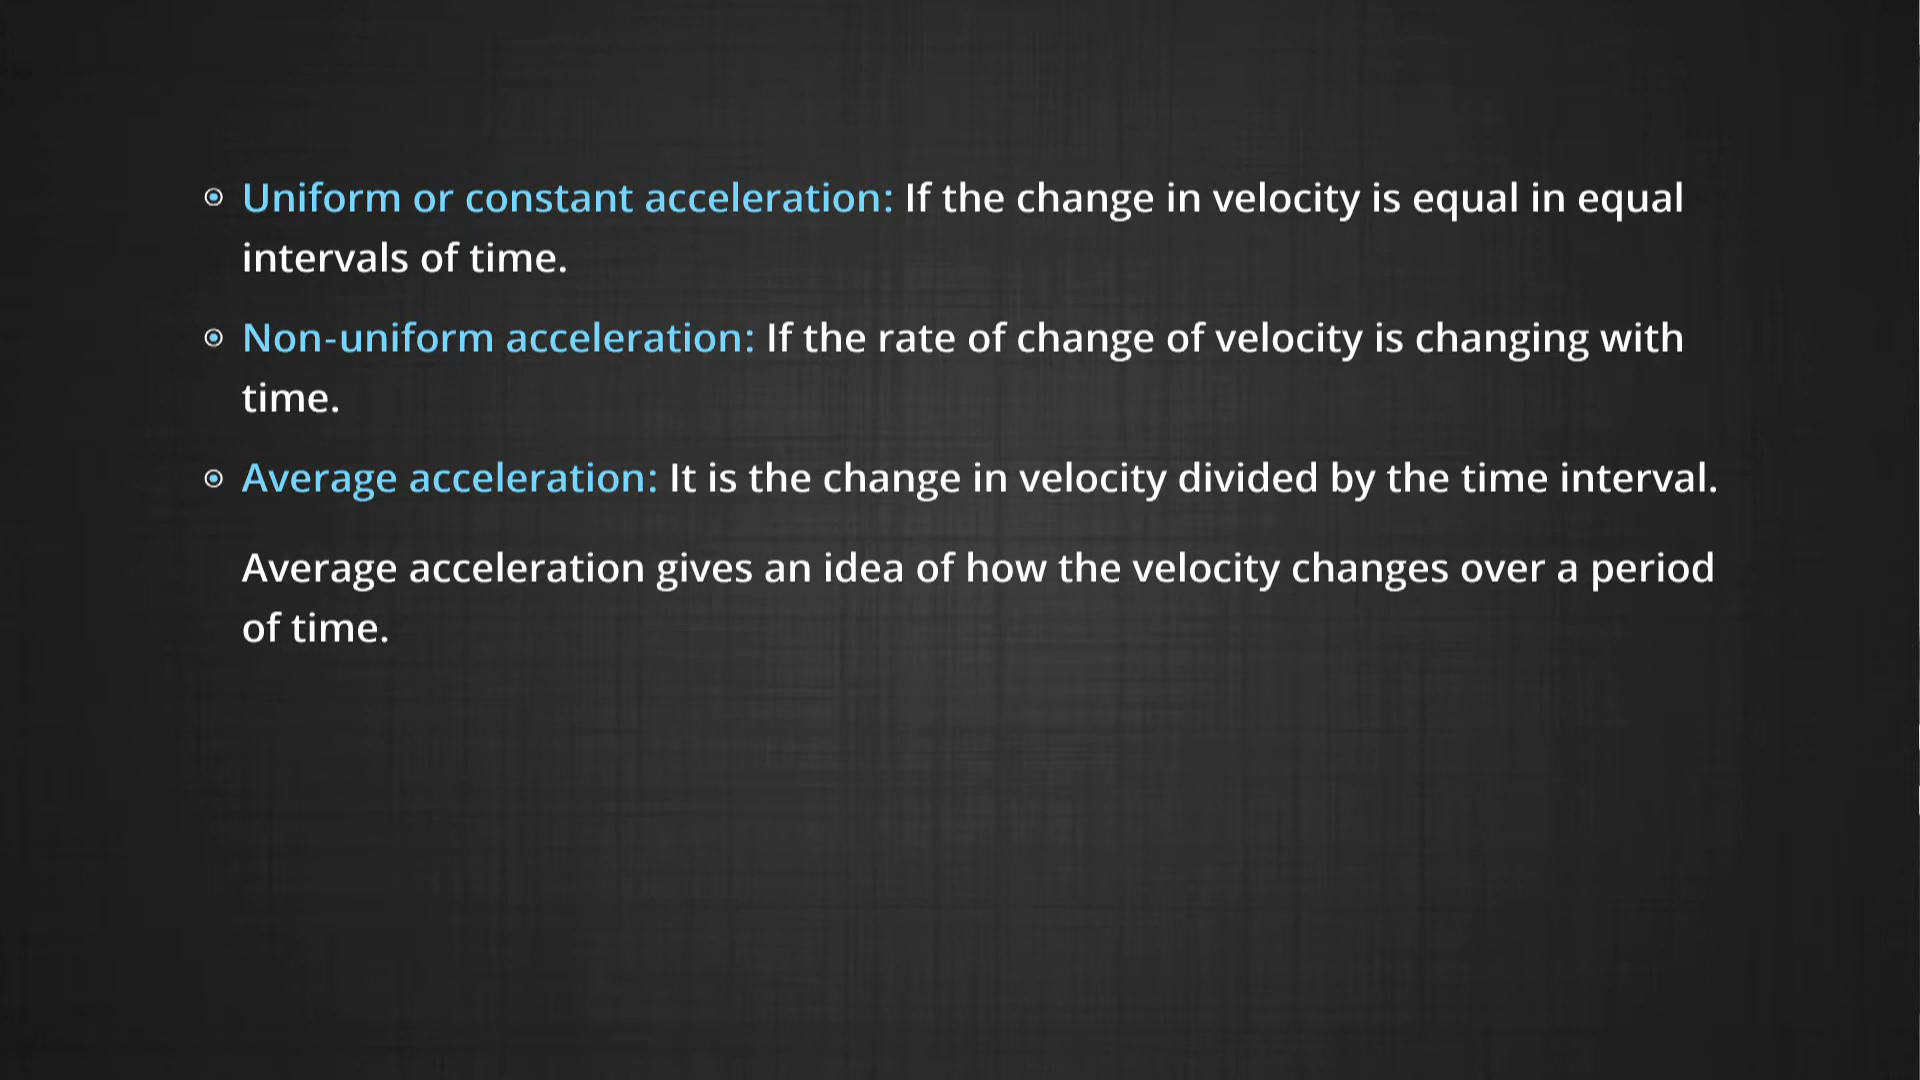 Uniform or constant acceleration: If the change in velocity is equal in equal
intervals of time.
Non-uniform acceleration: If the rate of change of velocity is changing with
time.
Average acceleration: It is the change in velocity divided by the time interval.
Average acceleration gives an idea of how the velocity changes over a period
of time.